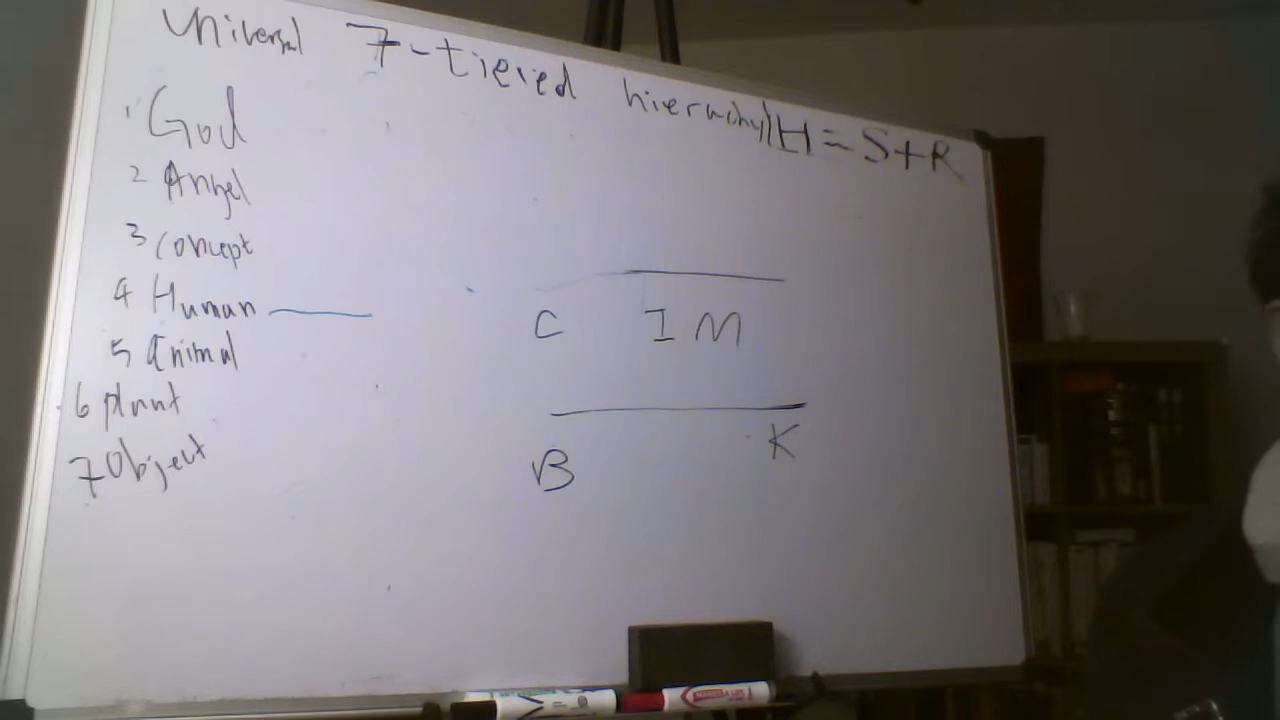 Universal 7-tiered hierarchy H=S+R
1 God
2 Angel
3 Concept
4 Human
5 Animal
6 plant
7 Object
C I M
B K